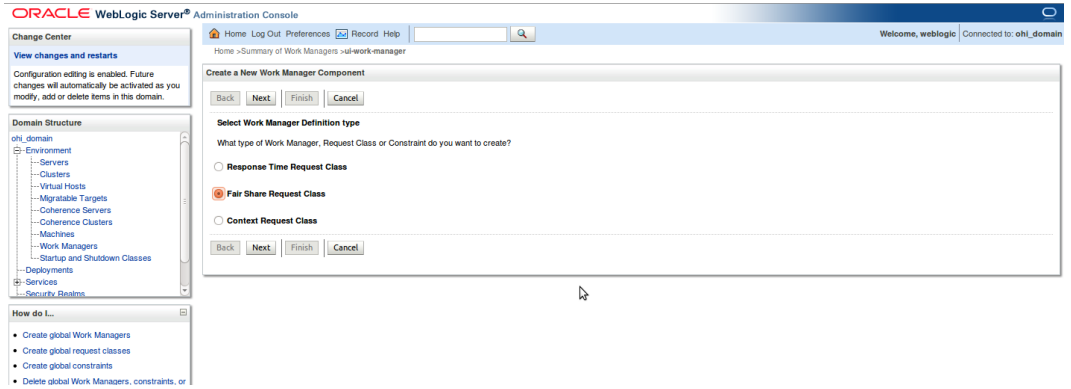 ORACLE WebLogic Server® Administration Console
Change Center
View changes and restarts
Configuration editing is enabled. Future
changes will automatically be activated as you
modify, add or delete items in this domain.
Domain Structure
ohi_domain
Environment
Servers
Clusters
Virtual Hosts
Migratable Targets
Coherence Servers
Coherence Clusters
Machines
Work Managers
Startup and Shutdown Classes
Deployments
Services
Security Realms
How do I...
Create global Work Managers
Create global request classes
Create global constraints
Delete global Work Managers, constraints, or
Home Log Out Preferences Record Help
Welcome, weblogic Connected to: ohi_domain
Home >Summary of Work Managers >ui-work-manager
Create a New Work Manager Component
Back Next Finish Cancel
Select Work Manager Definition type
What type of Work Manager, Request Class or Constraint do you want to create?
Response Time Request Class
Fair Share Request Class
Context Request Class
Back Next Finish Cancel